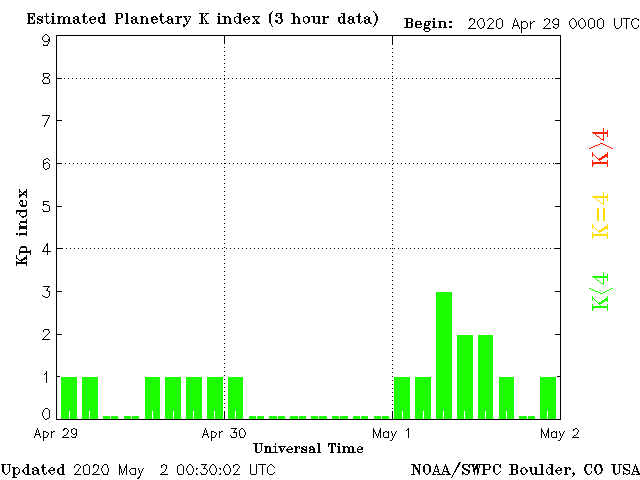 Estimated Planetary K index (3 hour data)
Begin: 2020 Apr 29 0000 UTC
9
8
7
6
5
4
3
2
1
0
Kp index
K>4
K=4
K<4
Apr 29
Apr 30
May 1
May 2
Universal Time
Updated 2020 May 2 00:30:02 UTC
NOAA/SWPC Boulder, CO USA